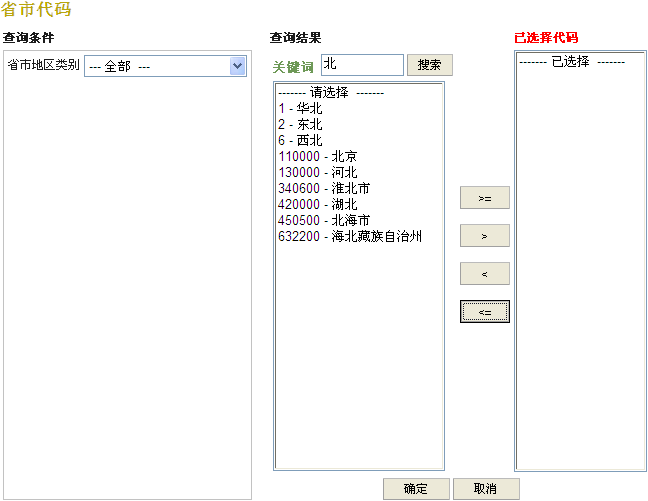 省市代码
查询条件
省市地区类别
--- 全部 ---
查询结果
关键词 北 搜索
------- 请选择 -------
1 - 华北
2 - 东北
6 - 西北
110000 - 北京
130000 - 河北
340600 - 淮北市
420000 - 湖北
450500 - 北海市
632200 - 海北藏族自治州
>=
>
<
<=
已选择代码
------- 已选择 -------
确定 取消